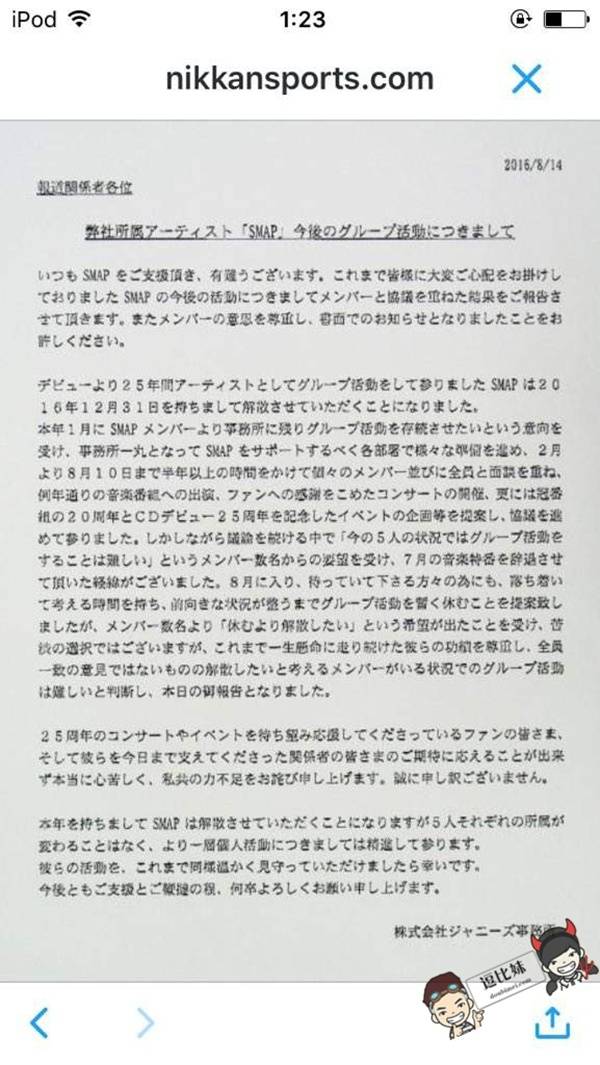 iPod 1:23
nikkansports.com
2016/8/14
報道関係者各位
弊社所属アーティスト「SMAP」今後のグループ活動につきまして
いつも SMAP をご支援頂き、有難うございます。これまで皆様に大変ご心配をお掛けし
ておりました SMAP の今後の活動につきましてメンバーと協議を重ねた結果をご報告さ
せて頂きます。またメンバーの意思を尊重し、書面でのお知らせとなりましたことをお
許しください。
デビューより２５年間アーティストとしてグループ活動をして参りました SMAP は２０
１６年１２月３１日を持ちまして解散させていただくことになりました。
本年１月に SMAP メンバーより事務所に残りグループ活動を存続させたいという意向を
受け、事務所一丸となって SMAP をサポートするべく各部署で様々な準備を進め、２月
より８月１０日まで半年以上の時間をかけて個々のメンバー並びに全員と面談を重ね、
例年通りの音楽番組への出演、ファンへの感謝をこめたコンサートの開催、更には冠番
組の２０周年とＣＤデビュー２５周年を記念したイベントの企画等を提案し、協議を進
めて参りました。しかしながら議論を続ける中で「今の５人の状況ではグループ活動を
することは難しい」というメンバー数名からの要望を受け、７月の音楽特番を辞退させ
て頂いた経緯がございました。８月に入り、待っていて下さる方々の為にも、落ち着い
て考える時間を持ち、前向きな状況が整うまでグループ活動を暫く休むことを提案致し
ましたが、メンバー数名より「休むより解散したい」という希望が出たことを受け、苦
渋の選択ではございますが、これまで一生懸命に走り続けた彼らの功績を尊重し、全員
一致の意見ではないものの解散したいと考えるメンバーがいる状況でのグループ活動
は難しいと判断し、本日の御報告となりました。
２５周年のコンサートやイベントを待ち望み応援してくださっているファンの皆さま、
そして彼らを今日まで支えてくださった関係者の皆さまのご期待に応えることが出来
ず本当に心苦しく、私共の力不足をお詫び申し上げます。誠に申し訳ございません。
本年を持ちまして SMAP は解散させていただくことになりますが５人それぞれの所属が
変わることはなく、より一層個人活動につきましては精進して参ります。
彼らの活動を、これまで同様温かく見守っていただけましたら幸いです。
今後ともご支援とご鞭撻の程、何卒よろしくお願い申し上げます。
株式会社ジャニーズ事務
逗比妹
doubimei.com